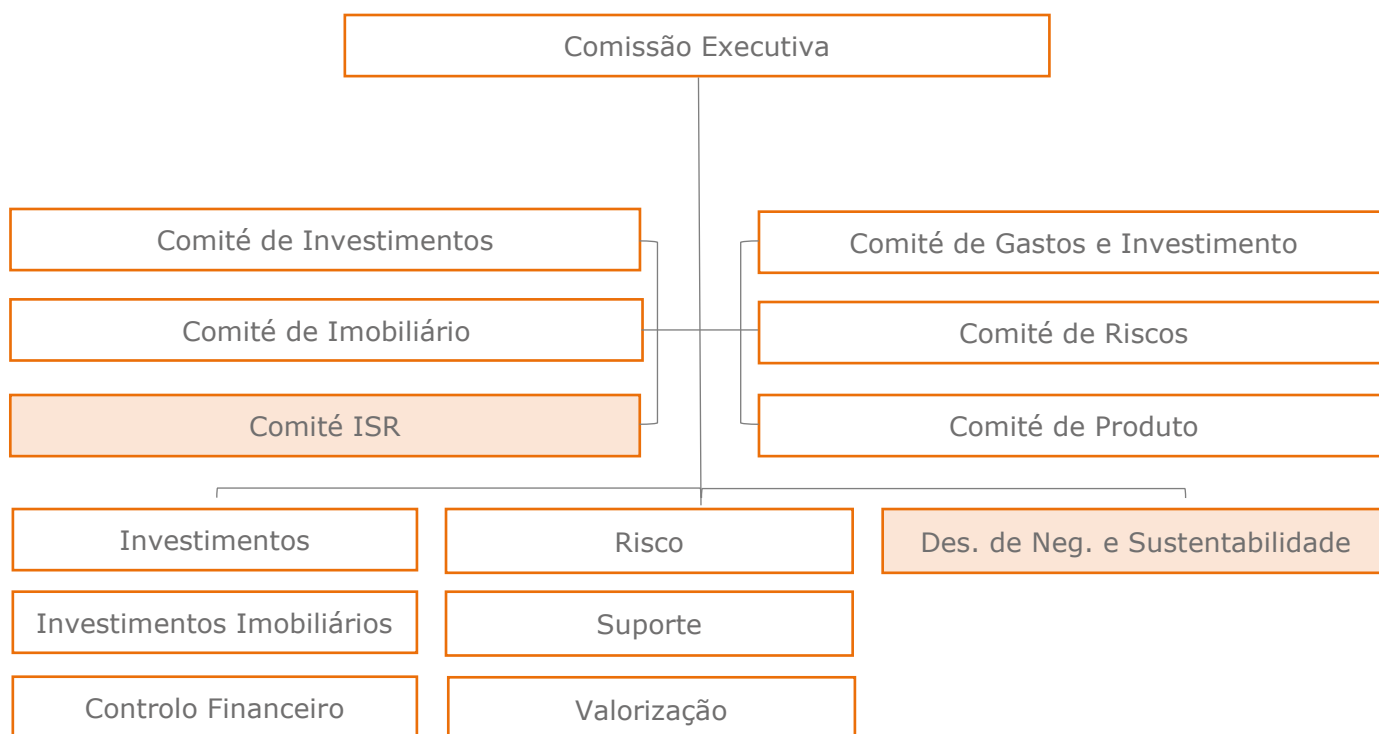 Comissão Executiva
Comité de Investimentos
Comité de Gastos e Investimento
Comité de Imobiliário
Comité de Riscos
Comité ISR
Comité de Produto
Investimentos
Risco
Des. de Neg. e Sustentabilidade
Investimentos Imobiliários
Suporte
Controlo Financeiro
Valorização